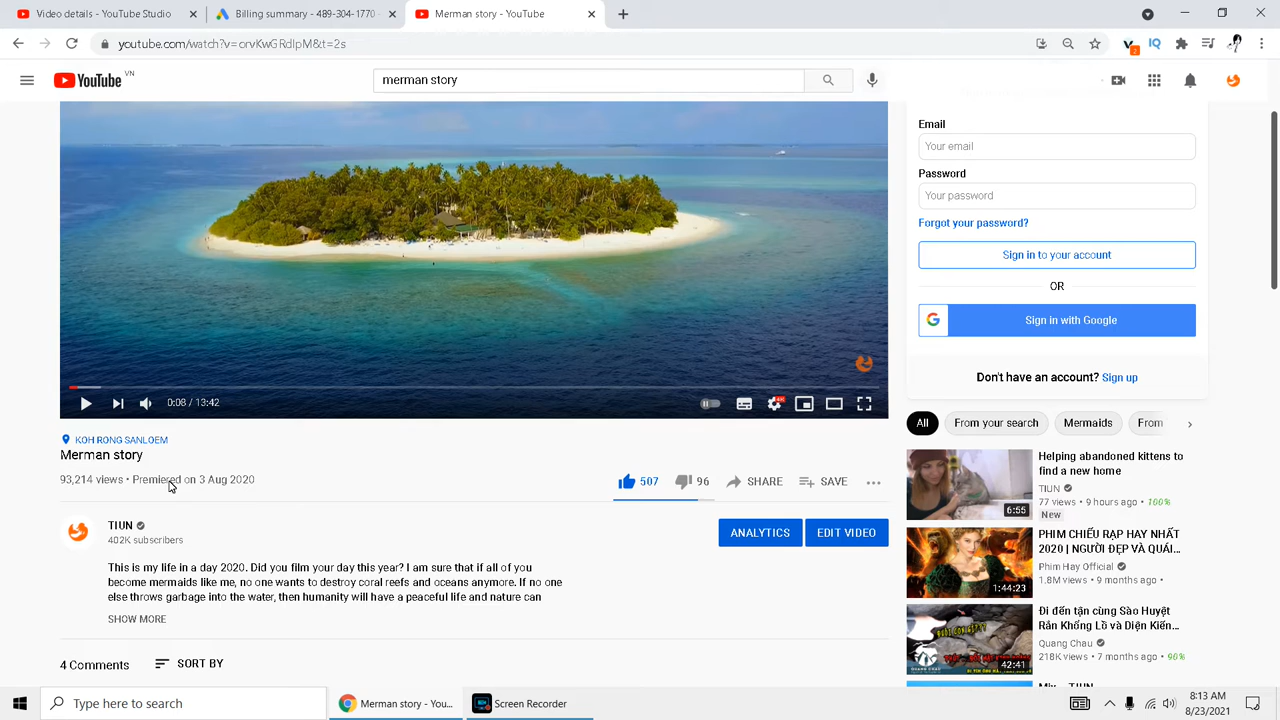 Video details - YouTube Studio
Billing summary - 489-304-1770
Merman story - YouTube
youtube.com/watch?v=orvKwGRdlpM&t=2s
2
IQ
YouTube VN
merman story
Email
Your email
Password
Your password
Forgot your password?
Sign in to your account
OR
Sign in with Google
Don't have an account? Sign up
0:08 / 13:42
KOH RONG SANLOEM
Merman story
93,214 views • Premiered on 3 Aug 2020
507
96
SHARE
SAVE
TIUN
402K subscribers
ANALYTICS
EDIT VIDEO
This is my life in a day 2020. Did you film your day this year? I am sure that if all of you
become mermaids like me, no one wants to destroy coral reefs and oceans anymore. If no one
else throws garbage into the water, then humanity will have a peaceful life and nature can
SHOW MORE
4 Comments
SORT BY
All
From your search
Mermaids
From
6:55
Helping abandoned kittens to
find a new home
TIUN
77 views • 9 hours ago • 100%
New
1:44:23
PHIM CHIẾU RẠP HAY NHẤT
2020 | NGƯỜI ĐẸP VÀ QUÁI...
Phim Hay Official
1.8M views • 9 months ago •
42:41
Đi đến tận cùng Sào Huyệt
Rắn Khổng Lồ và Diện Kiến...
Quang Chau
218K views • 7 months ago • 90%
Type here to search
Merman story - You...
Screen Recorder
8:13 AM
8/23/2021